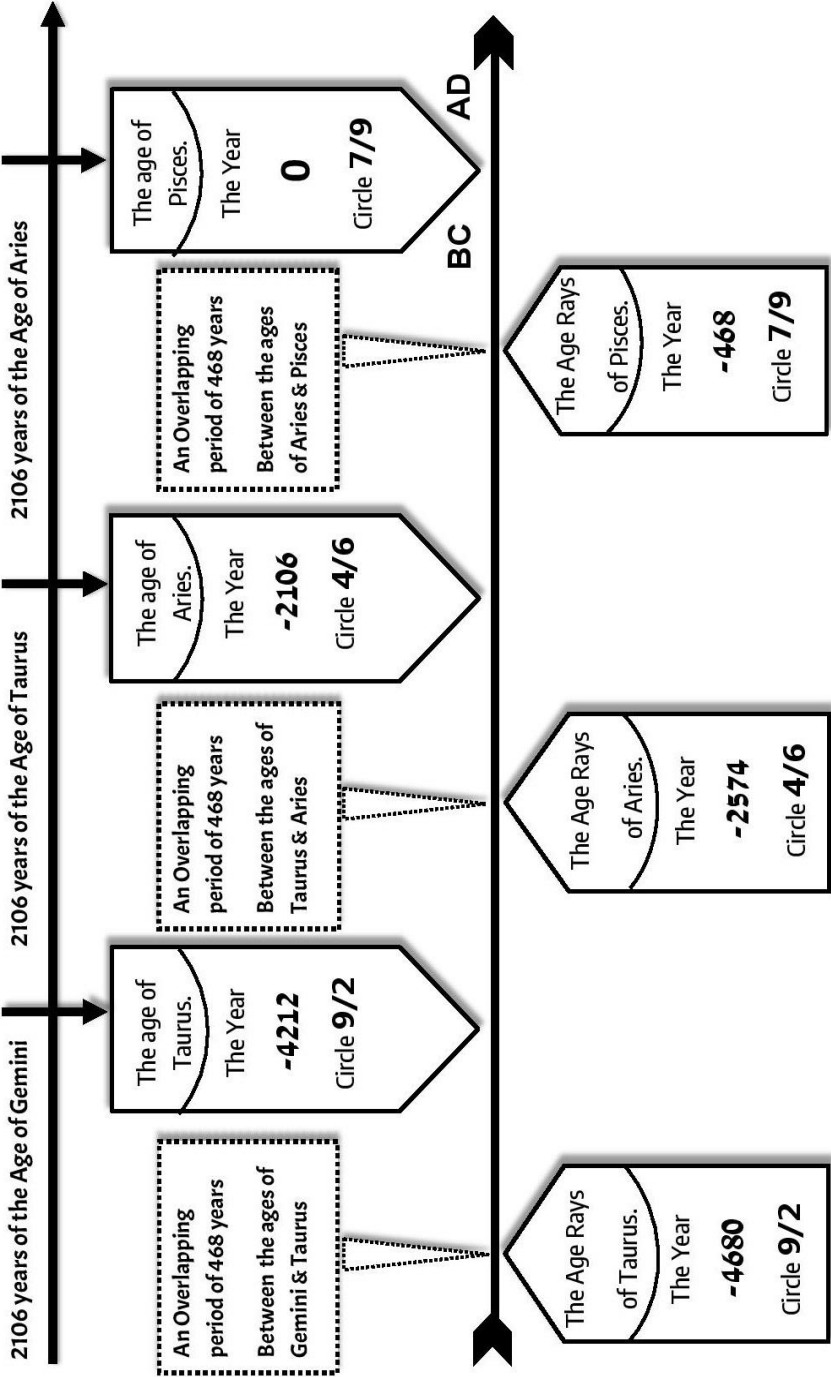 2106 years of the Age of Gemini
2106 years of the Age of Taurus
2106 years of the Age of Aries
An Overlapping
period of 468 years
Between the ages of
Gemini & Taurus
The age of
Taurus.
The Year
-4212
Circle 9/2
An Overlapping
period of 468 years
Between the ages of
Taurus & Aries
The age of
Aries.
The Year
-2106
Circle 4/6
An Overlapping
period of 468 years
Between the ages
of Aries & Pisces
The age of
Pisces.
The Year
0
Circle 7/9
BC
AD
The Age Rays
of Taurus.
The Year
-4680
Circle 9/2
The Age Rays
of Aries.
The Year
-2574
Circle 4/6
The Age Rays
of Pisces.
The Year
-468
Circle 7/9